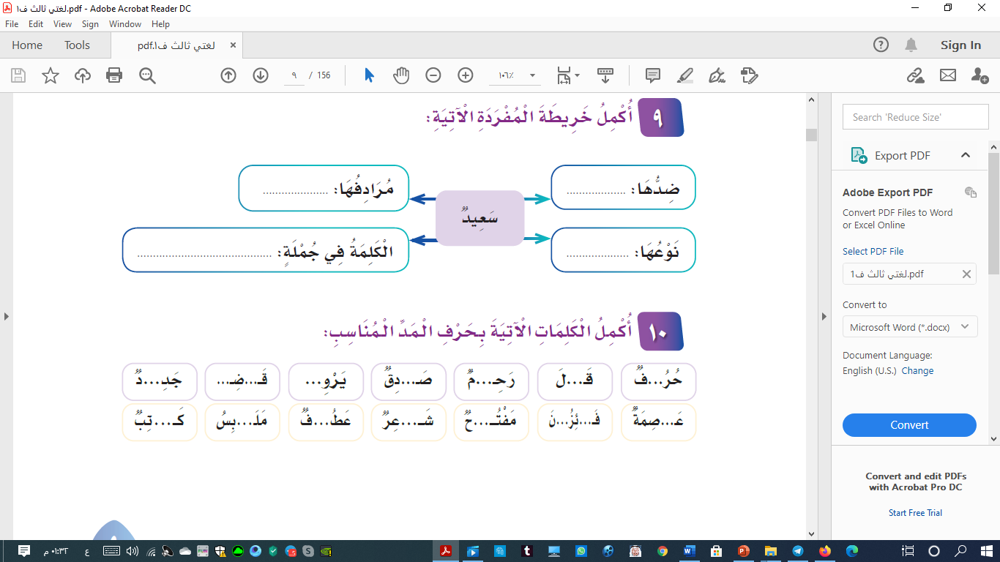 لغتي ثالث ف١.pdf - Adobe Acrobat Reader DC
File Edit View Sign Window Help
Home Tools لغتي ثالث ف١.pdf Sign In
٩ / 156 ١٠٦٪
٩ أُكْمِلُ خَرِيطَةَ الْمُفْرَدَةِ الْآتِيَةِ:
ضِدُّهَا: ................... مُرَادِفُهَا: .....................
سَعِيدٌ
نَوْعُهَا: .................... الْكَلِمَةُ فِي جُمْلَةٍ: ...........................................
١٠ أُكْمِلُ الْكَلِمَاتِ الْآتِيَةَ بِحَرْفِ الْمَدِّ الْمُنَاسِبِ:
حُرُ...فٌ قَـ...لَ رَحِـ...مٌ صَـ...دِقٌ يَرْوِ... قَـ...ضِـ... جَدِ...دٌ
عَـ...صِمَةٌ فَـ...ئِزُ...نَ مَفْتُـ...حٌ شَـ...عِرٌ عَطُ...فٌ مَلَـ...بِسُ كَـ...تِبٌ
Search 'Reduce Size'
Export PDF
Adobe Export PDF
Convert PDF Files to Word
or Excel Online
Select PDF File
لغتي ثالث ف1.pdf
Convert to
Microsoft Word (*.docx)
Document Language:
English (U.S.) Change
Convert
Convert and edit PDFs
with Acrobat Pro DC
Start Free Trial
٠١:٣٢ م ع